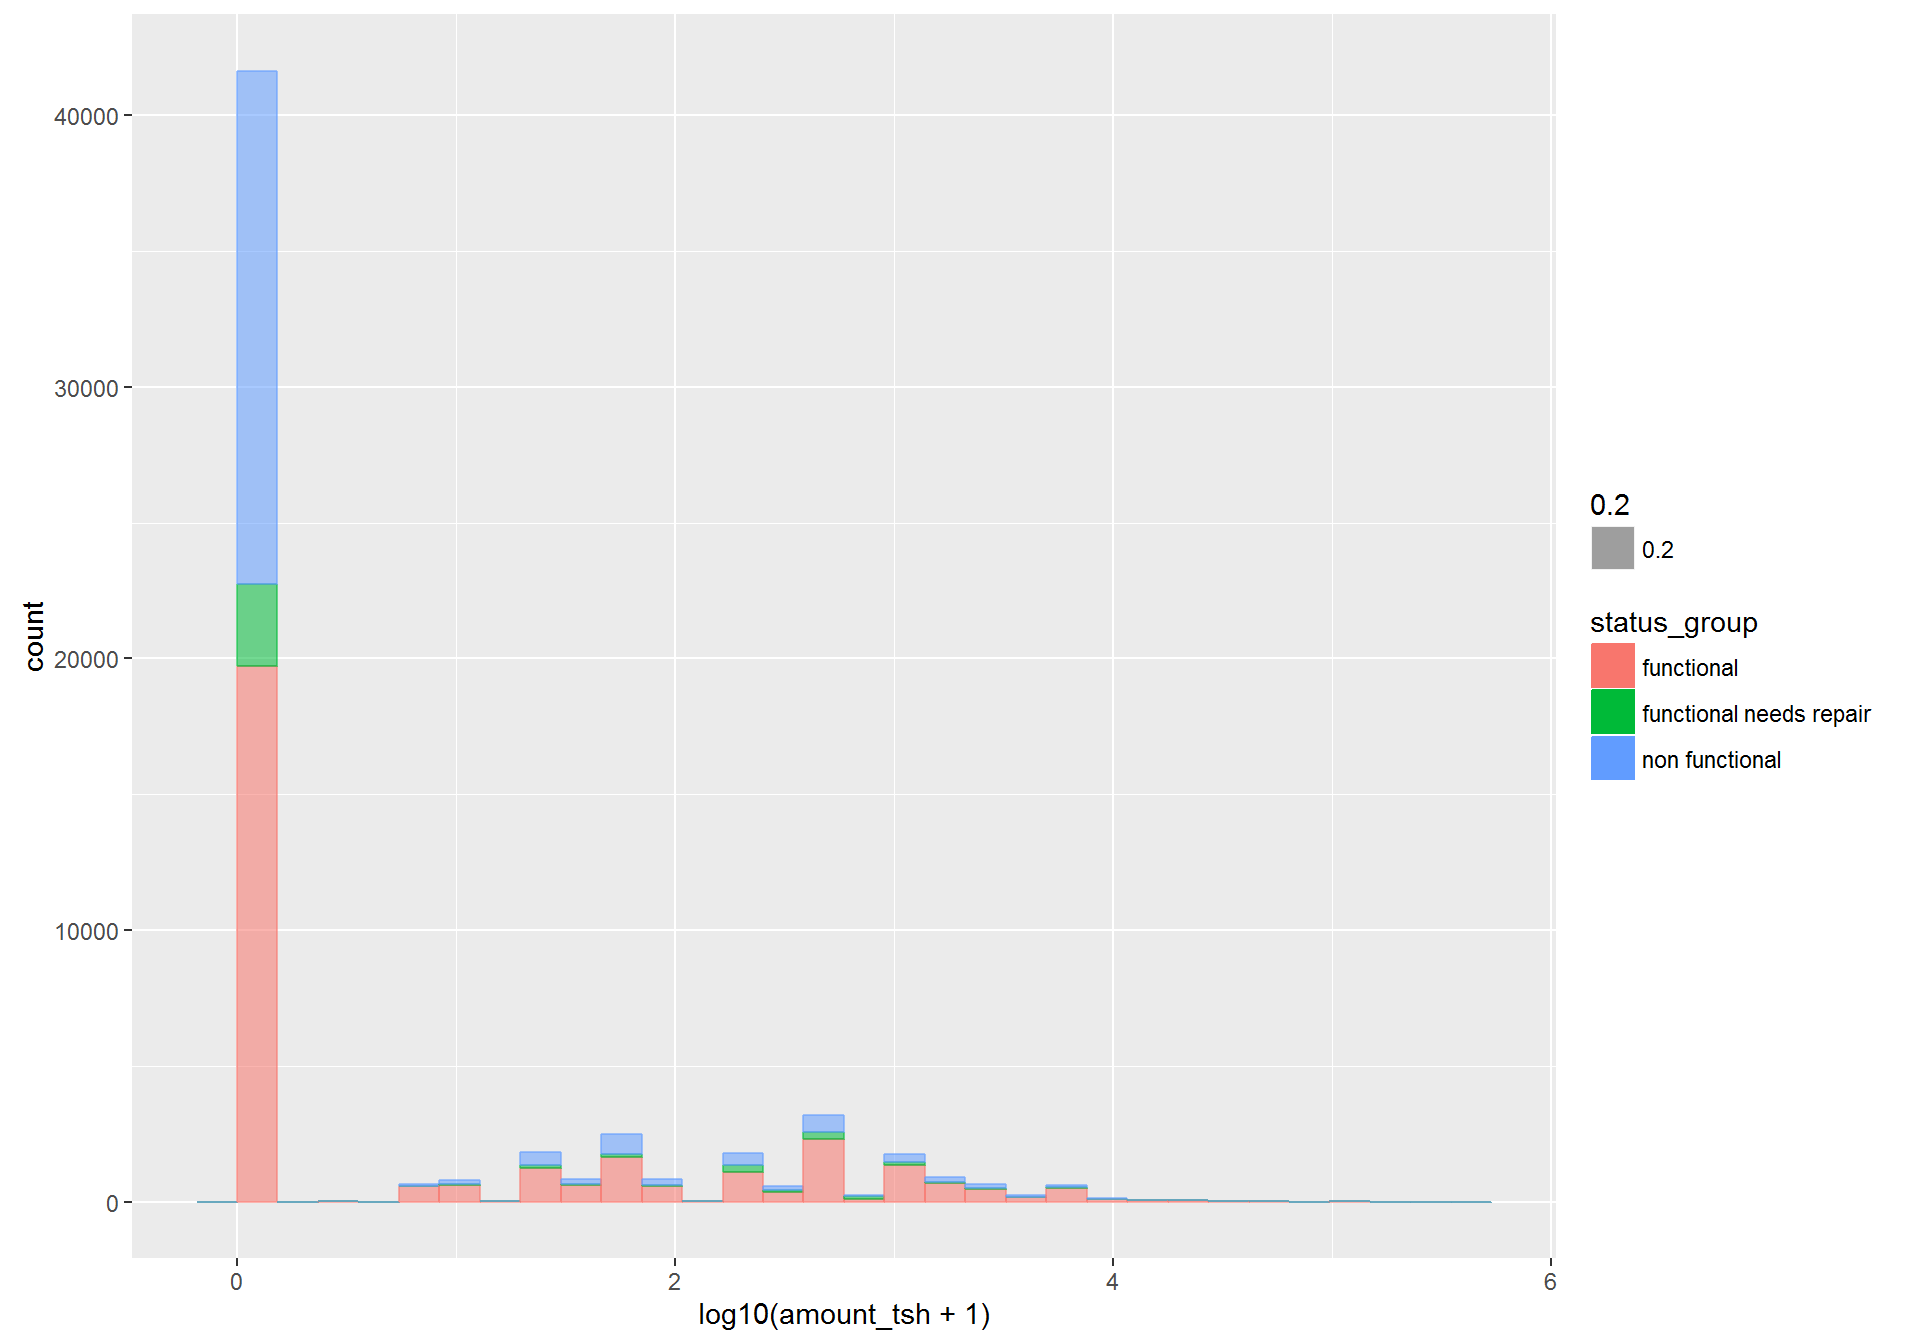 40000
30000
20000
10000
0
count
0 2 4 6
log10(amount_tsh + 1)
0.2
0.2
status_group
functional
functional needs repair
non functional